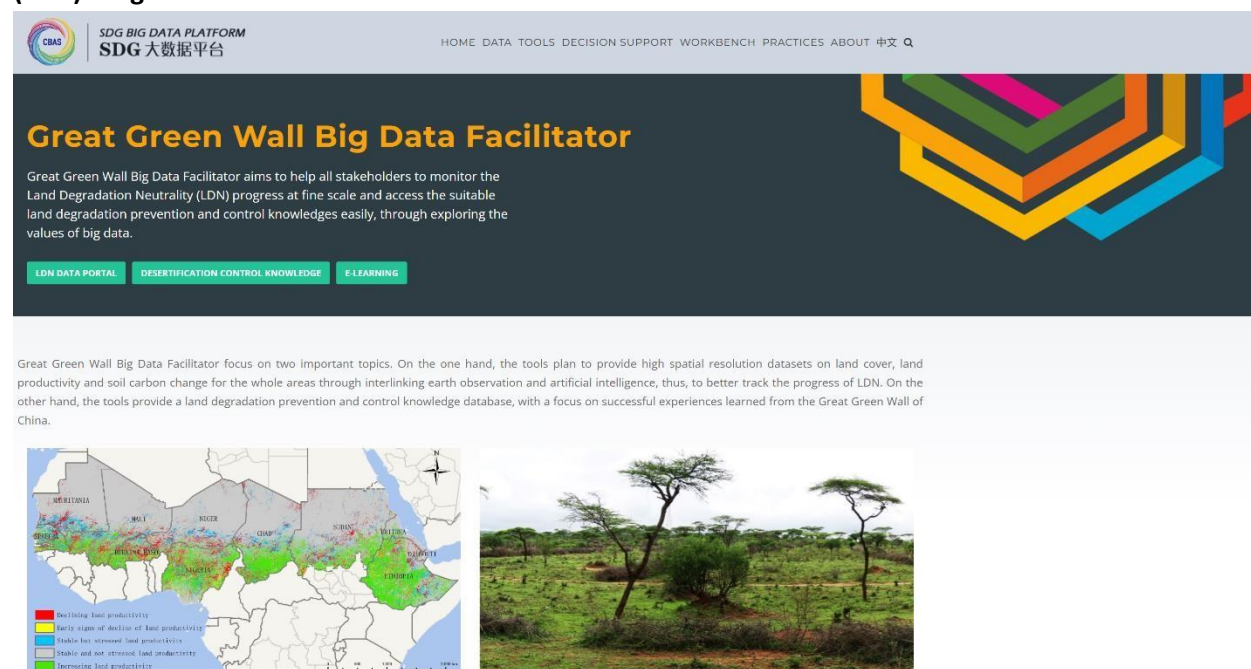 CBAS
SDG BIG DATA PLATFORM
SDG 大数据平台
HOME DATA TOOLS DECISION SUPPORT WORKBENCH PRACTICES ABOUT 中文
Great Green Wall Big Data Facilitator
Great Green Wall Big Data Facilitator aims to help all stakeholders to monitor the
Land Degradation Neutrality (LDN) progress at fine scale and access the suitable
land degradation prevention and control knowledges easily, through exploring the
values of big data.
LDN DATA PORTAL DESERTIFICATION CONTROL KNOWLEDGE E-LEARNING
Great Green Wall Big Data Facilitator focus on two important topics. On the one hand, the tools plan to provide high spatial resolution datasets on land cover, land
productivity and soil carbon change for the whole areas through interlinking earth observation and artificial intelligence, thus, to better track the progress of LDN. On the
other hand, the tools provide a land degradation prevention and control knowledge database, with a focus on successful experiences learned from the Great Green Wall of
China.
N
MAURITANIA
MALI NIGER
CHAD SUDAN
ERITREA
SENEGAL
BURKINA FASO
DJIBOUTI
NIGERIA
ETHIOPIA
Declining land productivity
Early signs of decline of land productivity
Stable but stressed land productivity
Stable and not stressed land productivity
Increasing land productivity